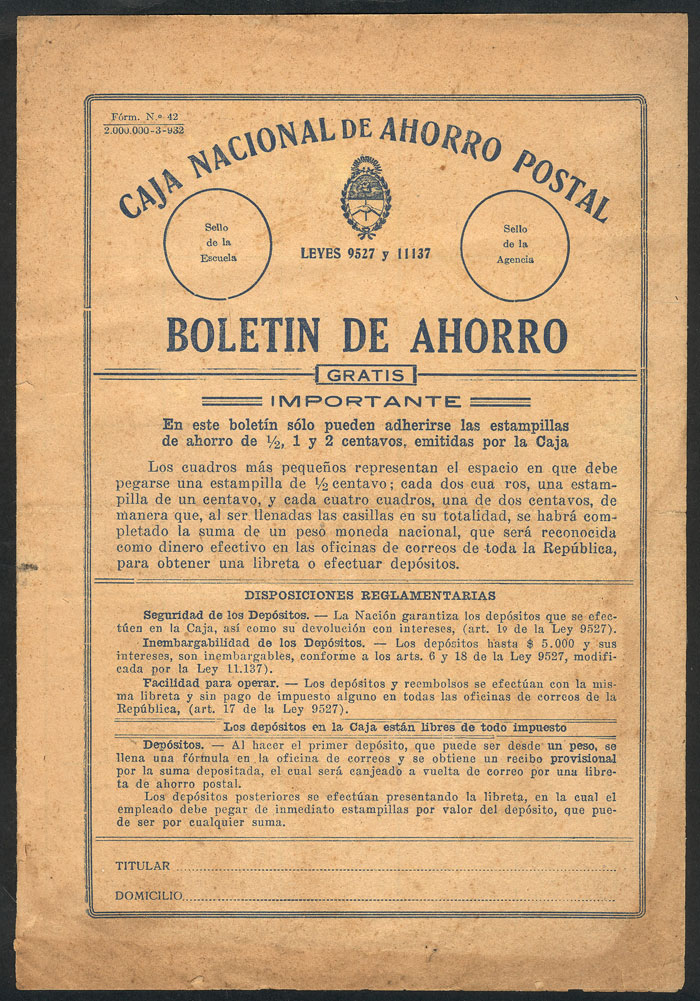 Fórm. N.º 42
2.000.000-3-932
CAJA NACIONAL DE AHORRO POSTAL
Sello
de la
Escuela
Sello
de la
Agencia
LEYES 9527 y 11137
BOLETIN DE AHORRO
GRATIS
IMPORTANTE
En este boletín sólo pueden adherirse las estampillas
de ahorro de ½, 1 y 2 centavos, emitidas por la Caja
Los cuadros más pequeños representan el espacio en que debe
pegarse una estampilla de ½ centavo; cada dos cua ros, una estam-
pilla de un centavo, y cada cuatro cuadros, una de dos centavos, de
manera que, al ser llenadas las casillas en su totalidad, se habrá com-
pletado la suma de un peso moneda nacional, que será reconocida
como dinero efectivo en las oficinas de correos de toda la República,
para obtener una libreta o efectuar depósitos.
DISPOSICIONES REGLAMENTARIAS
Seguridad de los Depósitos. — La Nación garantiza los depósitos que se efec-
túen en la Caja, así como su devolución con intereses, (art. 1º de la Ley 9527).
Inembargabilidad de los Depósitos. — Los depósitos hasta $ 5.000 y sus
intereses, son inembargables, conforme a los arts. 6 y 18 de la Ley 9527, modifi-
cada por la Ley 11.137).
Facilidad para operar. — Los depósitos y reembolsos se efectúan con la mis-
ma libreta y sin pago de impuesto alguno en todas las oficinas de correos de la
República, (art. 17 de la Ley 9527).
Los depósitos en la Caja están libres de todo impuesto
Depósitos. — Al hacer el primer depósito, que puede ser desde un peso, se
llena una fórmula en la oficina de correos y se obtiene un recibo provisional
por la suma depositada, el cual será canjeado a vuelta de correo por una libre-
ta de ahorro postal.
Los depósitos posteriores se efectúan presentando la libreta, en la cual el
empleado debe pegar de inmediato estampillas por valor del depósito, que pue-
de ser por cualquier suma.
TITULAR
DOMICILIO